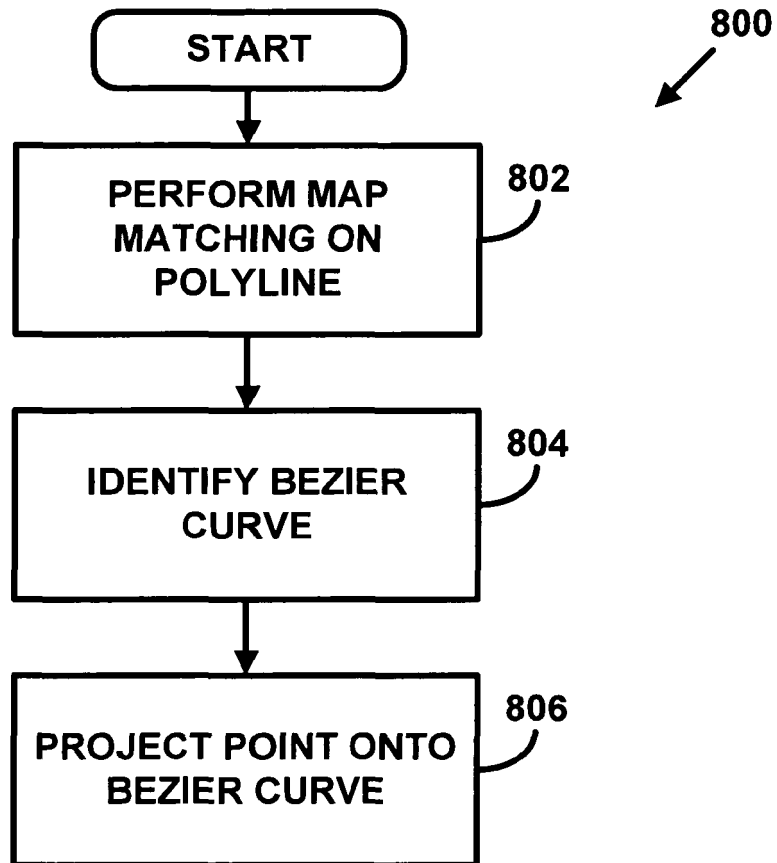 START
800
PERFORM MAP
MATCHING ON
POLYLINE
802
IDENTIFY BEZIER
CURVE
804
PROJECT POINT ONTO
BEZIER CURVE
806